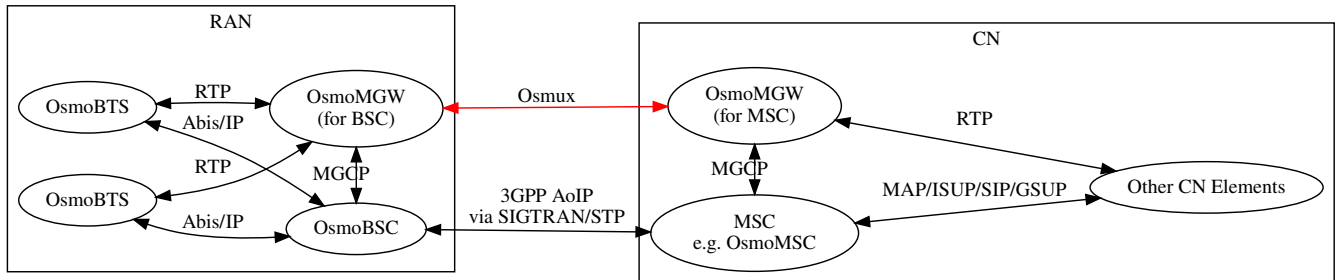 RAN
CN
OsmoBTS
RTP
OsmoMGW
(for BSC)
Osmux
OsmoMGW
(for MSC)
RTP
Abis/IP
MGCP
MGCP
RTP
OsmoBTS
Other CN Elements
MAP/ISUP/SIP/GSUP
3GPP AoIP
via SIGTRAN/STP
Abis/IP
OsmoBSC
MSC
e.g. OsmoMSC